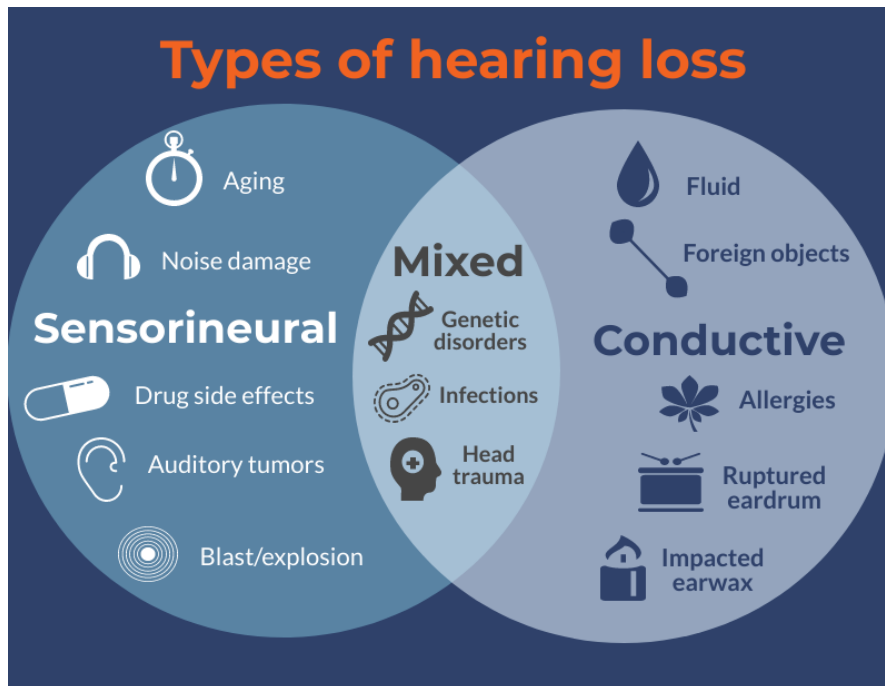 Types of hearing loss
Aging
Noise damage
Sensorineural
Drug side effects
Auditory tumors
Blast/explosion
Mixed
Genetic
disorders
Infections
Head
trauma
Fluid
Foreign objects
Conductive
Allergies
Ruptured
eardrum
Impacted
earwax